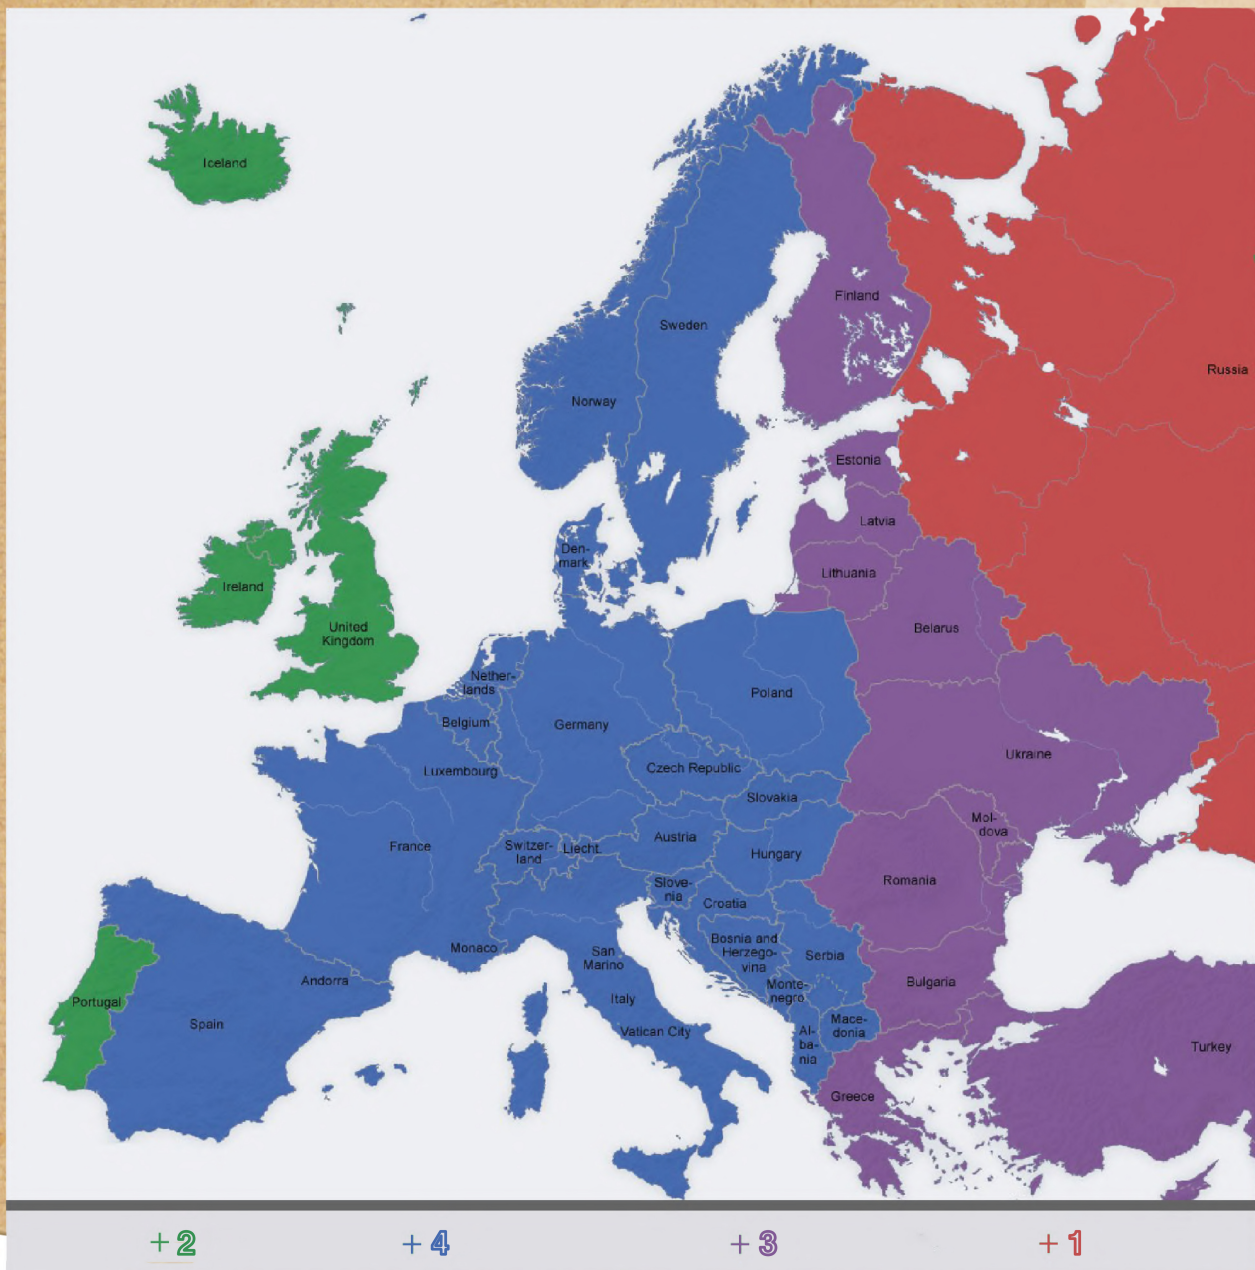 Iceland
Finland
Sweden
Russia
Norway
Estonia
Latvia
Den-
mark
Lithuania
Ireland
United
Kingdom
Belarus
Nether-
lands
Poland
Belgium
Germany
Ukraine
Czech Republic
Luxembourg
Slovakia
Mol-
dova
Austria
France
Switzer-
land
Liecht.
Hungary
Romania
Slove-
nia
Croatia
Monaco
San
Marino
Bosnia and
Herzego-
vina
Serbia
Andorra
Bulgaria
Monte-
negro
Portugal
Italy
Spain
Vatican City
Mace-
donia
Al-
ba-
nia
Turkey
Greece
+ 2
+ 4
+ 3
+ 1